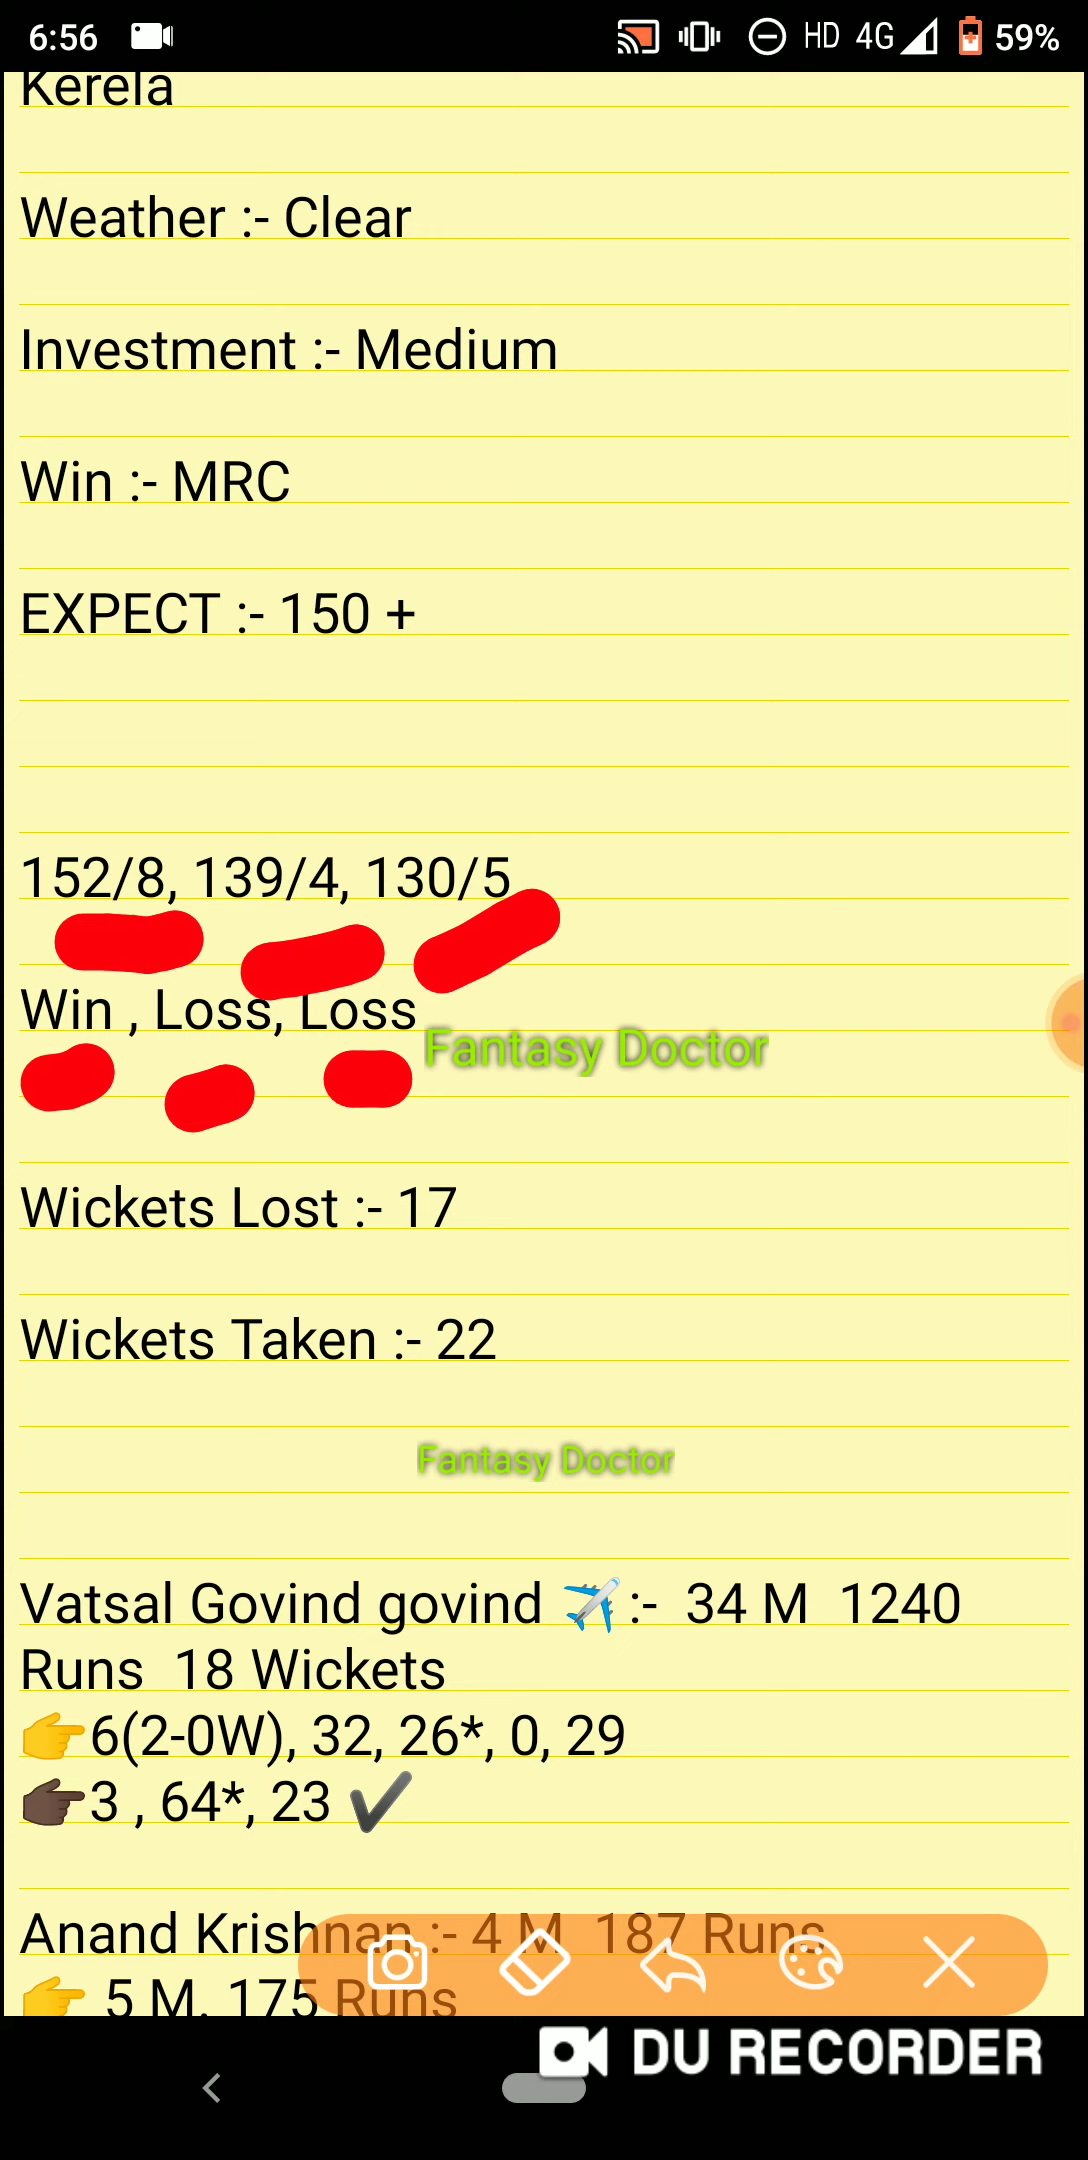 6:56 HD 4G 59%
Kerela
Weather :- Clear
Investment :- Medium
Win :- MRC
EXPECT :- 150 +
152/8, 139/4, 130/5
Win , Loss, Loss
Fantasy Doctor
Wickets Lost :- 17
Wickets Taken :- 22
Fantasy Doctor
Vatsal Govind govind ✈️:- 34 M 1240
Runs 18 Wickets
👉6(2-0W), 32, 26*, 0, 29
👉🏿3 , 64*, 23 ✔️
Anand Krishnan :- 4 M 187 Runs
👉 5 M. 175 Runs
DU RECORDER